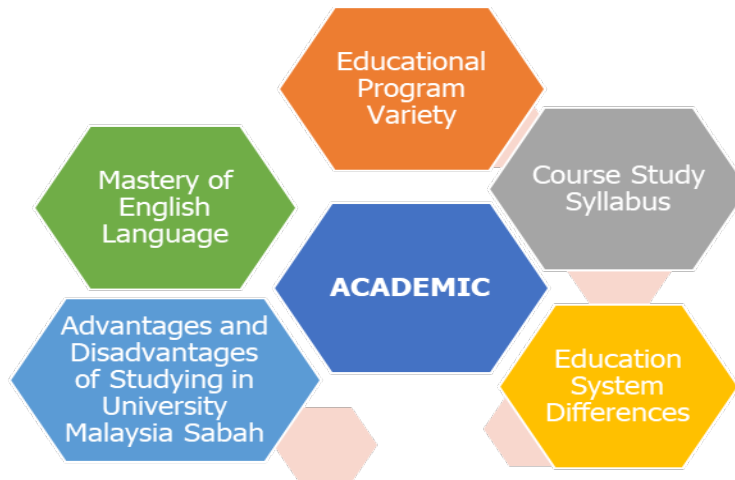 Educational
Program
Variety
Mastery of
English
Language
Course Study
Syllabus
ACADEMIC
Advantages and
Disadvantages
of Studying in
University
Malaysia Sabah
Education
System
Differences